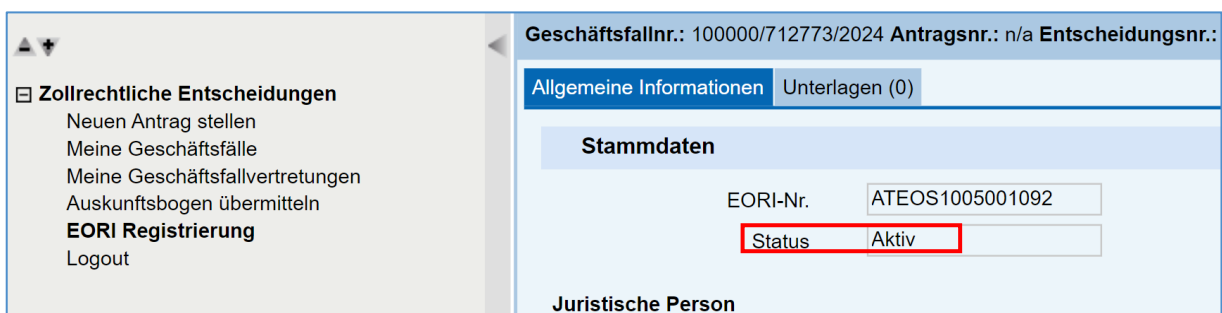 Zollrechtliche Entscheidungen
Neuen Antrag stellen
Meine Geschäftsfälle
Meine Geschäftsfallvertretungen
Auskunftsbogen übermitteln
EORI Registrierung
Logout
Geschäftsfallnr.: 100000/712773/2024 Antragsnr.: n/a Entscheidungsnr.:
Allgemeine Informationen Unterlagen (0)
Stammdaten
EORI-Nr. ATEOS1005001092
Status Aktiv
Juristische Person